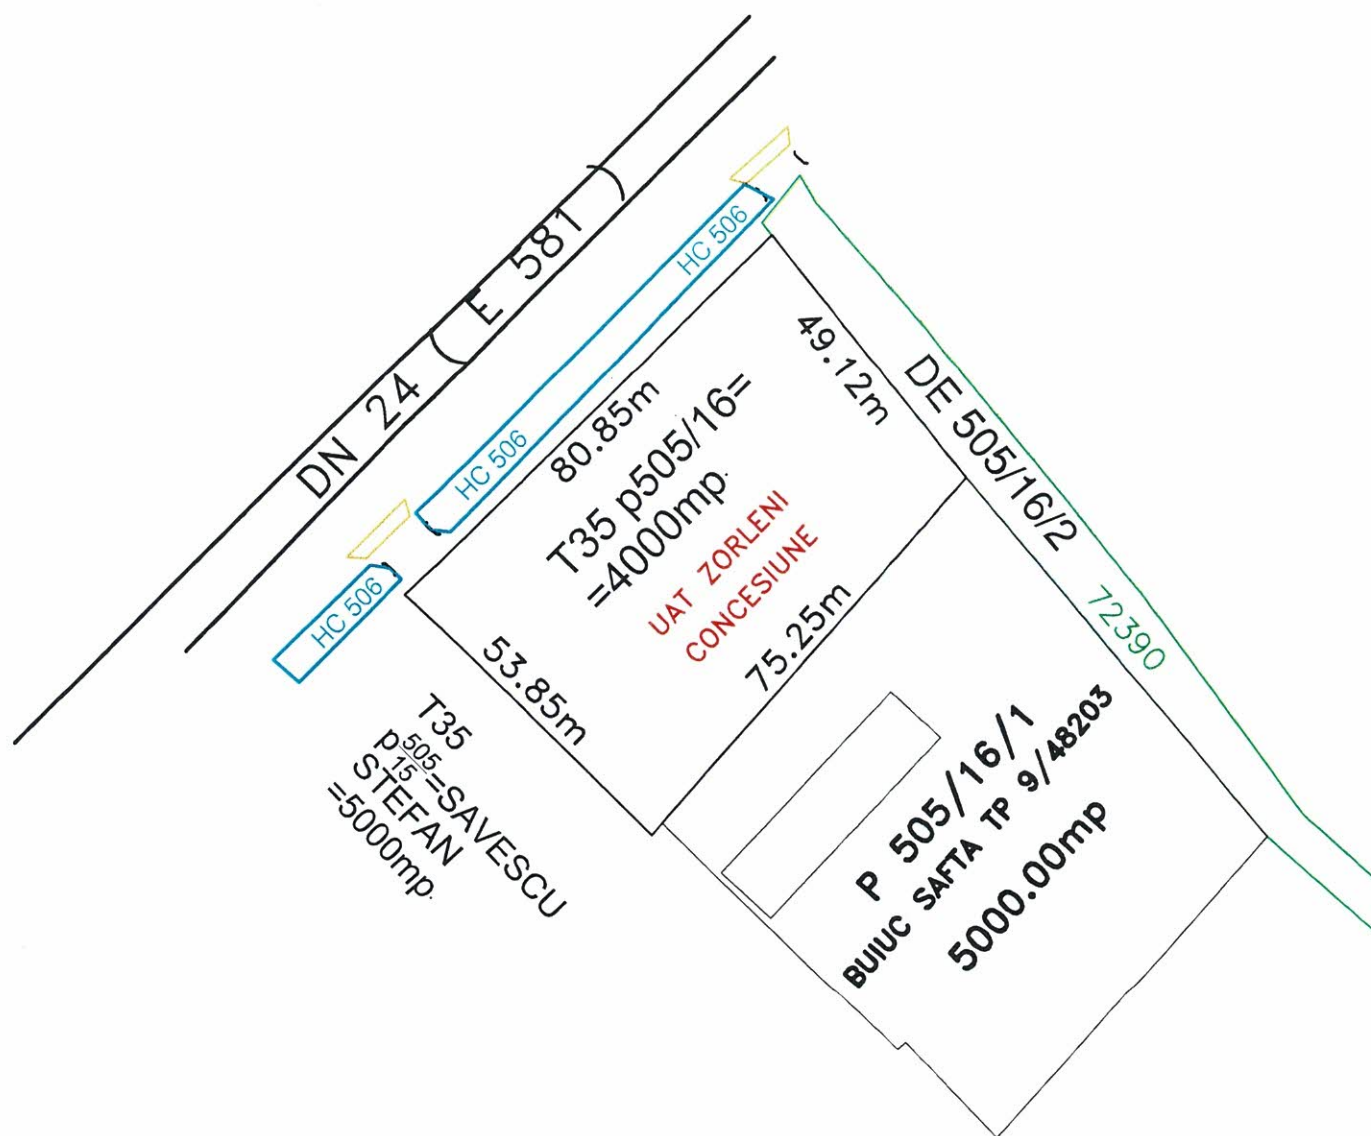 DN 24 ( E 581 )
HC 506
HC 506
HC 506
80.85m
49.12m
T35 p505/16=
=4000mp.
UAT ZORLENI
CONCESIUNE
53.85m
75.25m
DE 505/16/2
72390
T35
p505/15=SAVESCU
STEFAN
=5000mp.
P 505/16/1
BUIUC SAFTA TP 9/48203
5000.00mp